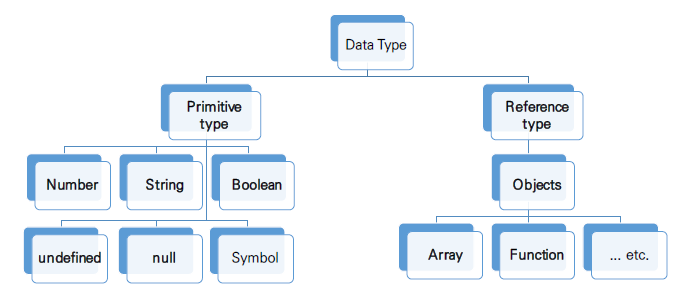 Data Type
Primitive
type
Reference
type
Number
String
Boolean
Objects
undefined
null
Symbol
Array
Function
... etc.